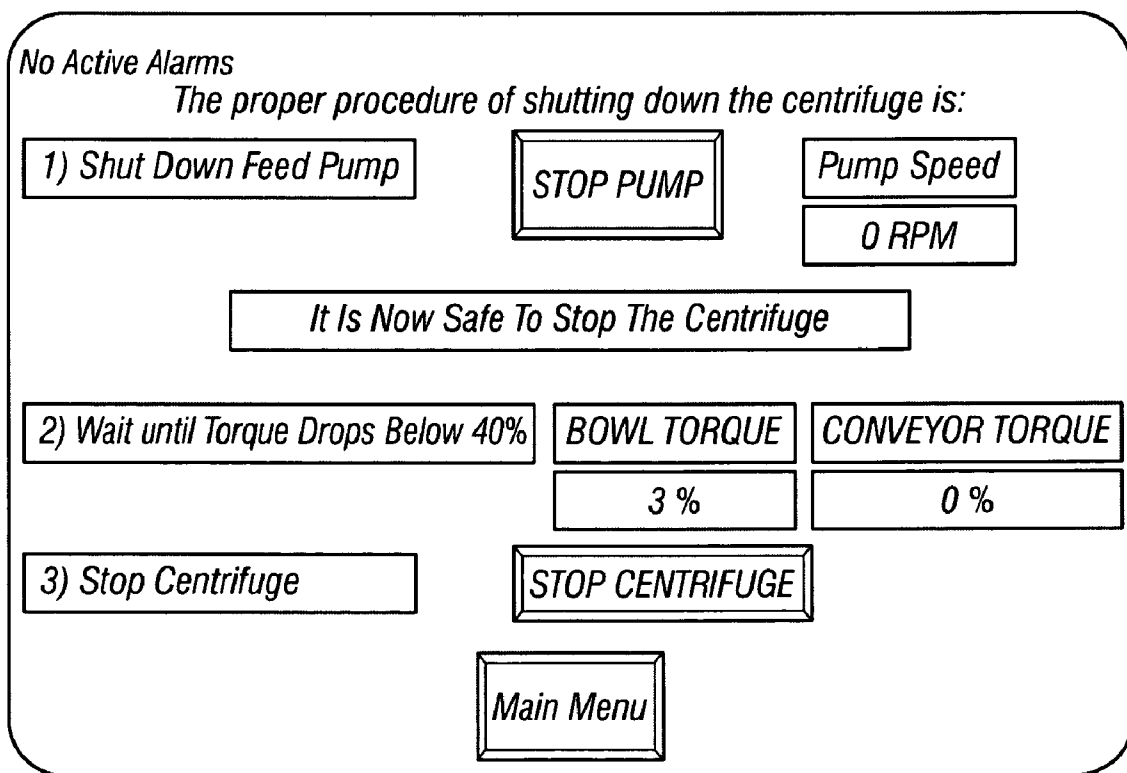 No Active Alarms
The proper procedure of shutting down the centrifuge is:
1) Shut Down Feed Pump
STOP PUMP
Pump Speed
0 RPM
It Is Now Safe To Stop The Centrifuge
2) Wait until Torque Drops Below 40%
BOWL TORQUE
CONVEYOR TORQUE
3 %
0 %
3) Stop Centrifuge
STOP CENTRIFUGE
Main Menu